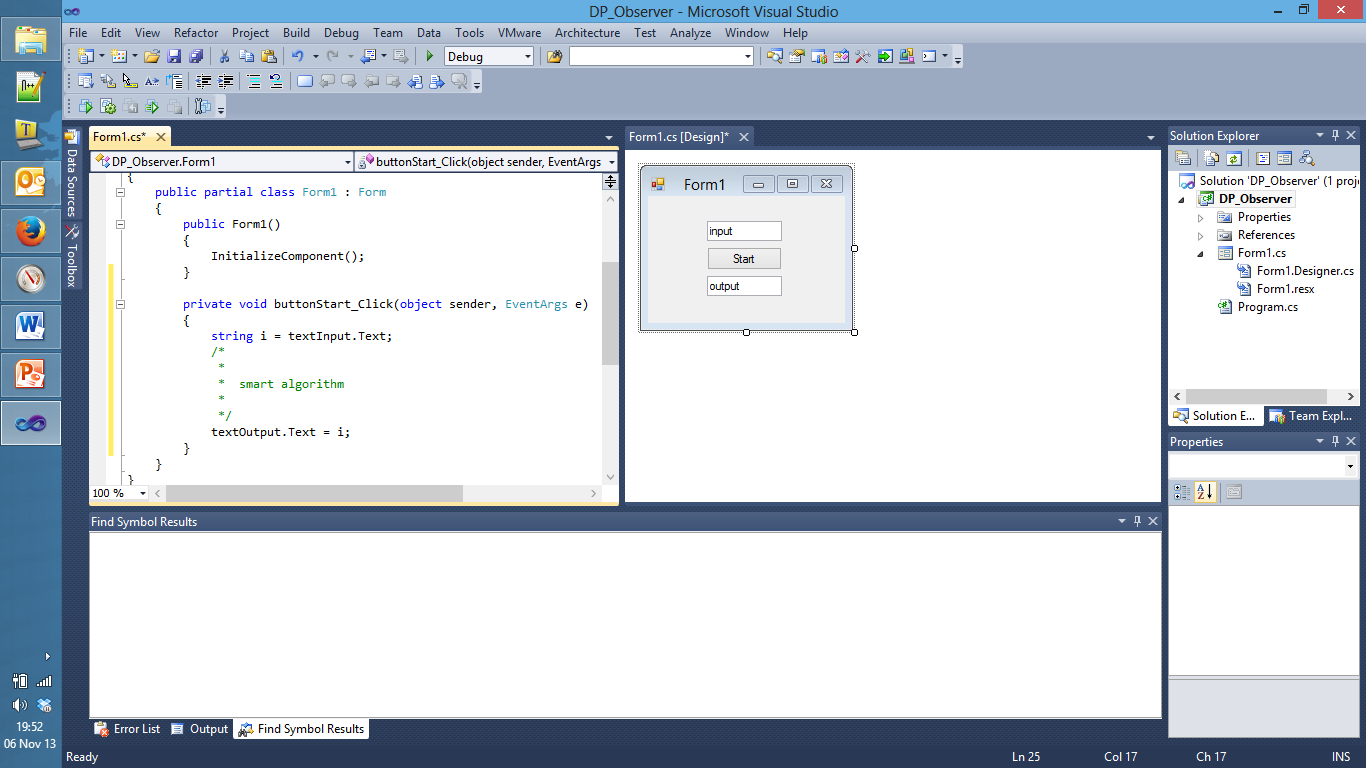 DP_Observer - Microsoft Visual Studio
File Edit View Refactor Project Build Debug Team Data Tools VMware Architecture Test Analyze Window Help
Debug
Form1.cs*
Form1.cs [Design]*
Solution Explorer
DP_Observer.Form1
buttonStart_Click(object sender, EventArgs
Data Sources
Toolbox
{
public partial class Form1 : Form
{
public Form1()
{
InitializeComponent();
}
private void buttonStart_Click(object sender, EventArgs e)
{
string i = textInput.Text;
/*
*
* smart algorithm
*
*/
textOutput.Text = i;
}
}
}
100 %
Form1
input
Start
output
Solution 'DP_Observer' (1 proj
DP_Observer
Properties
References
Form1.cs
Form1.Designer.cs
Form1.resx
Program.cs
Solution E...
Team Expl...
Properties
Find Symbol Results
Error List
Output
Find Symbol Results
19:52
06 Nov 13
Ready
Ln 25
Col 17
Ch 17
INS